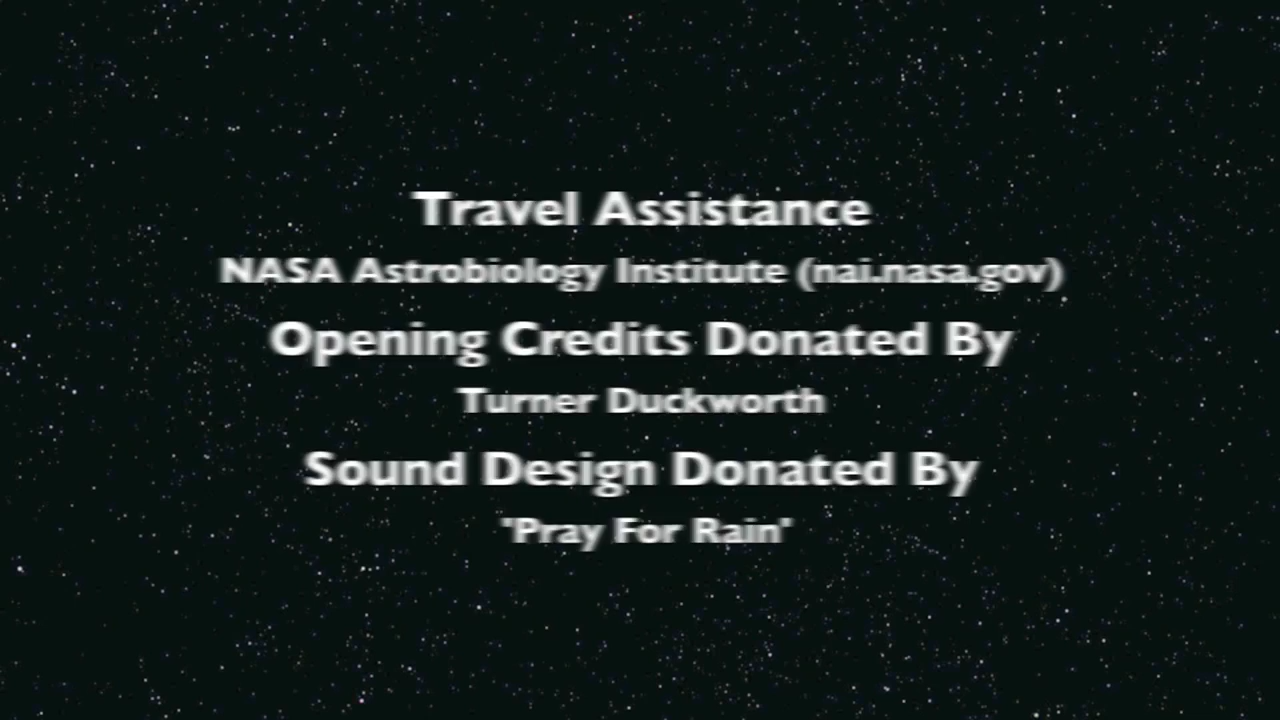 Travel Assistance
NASA Astrobiology Institute (nai.nasa.gov)
Opening Credits Donated By
Turner Duckworth
Sound Design Donated By
'Pray For Rain'